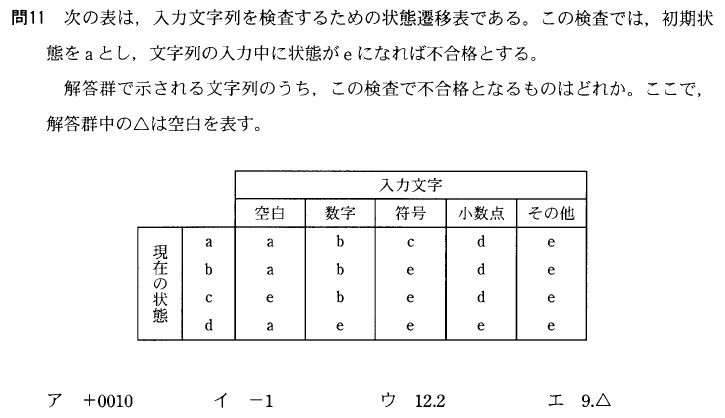 問11 次の表は，入力文字列を検査するための状態遷移表である。この検査では，初期状
態を a とし，文字列の入力中に状態が e になれば不合格とする。
解答群で示される文字列のうち，この検査で不合格となるものはどれか。ここで，
解答群中の△は空白を表す。
入力文字
空白 数字 符号 小数点 その他
現在の状態
a a b c d e
b a b e d e
c e b e d e
d a e e e e
ア +0010 イ −1 ウ 12.2 エ 9.△